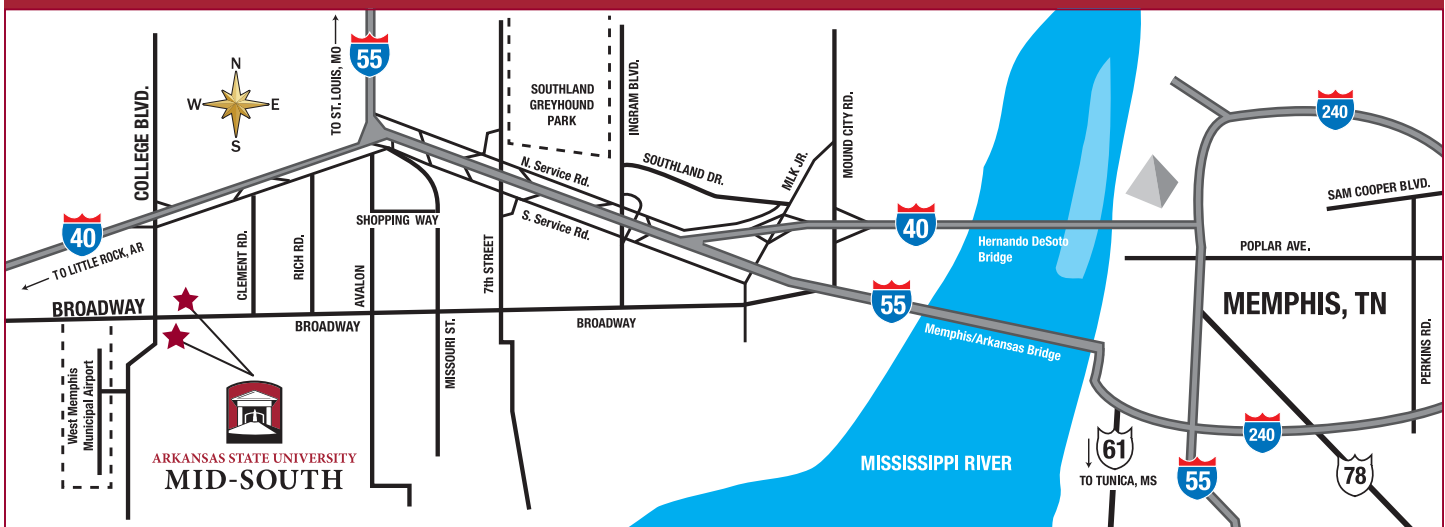 N
W
E
S
COLLEGE BLVD.
TO ST. LOUIS, MO
55
SOUTHLAND
GREYHOUND
PARK
INGRAM BLVD.
MOUND CITY RD.
MLK JR.
SOUTHLAND DR.
N. Service Rd.
S. Service Rd.
40
TO LITTLE ROCK, AR
BROADWAY
CLEMENT RD.
RICH RD.
AVALON
SHOPPING WAY
MISSOURI ST.
7th STREET
BROADWAY
BROADWAY
West Memphis
Municipal Airport
ARKANSAS STATE UNIVERSITY
MID-SOUTH
40
Hernando DeSoto
Bridge
55
Memphis/Arkansas Bridge
MISSISSIPPI RIVER
240
SAM COOPER BLVD.
POPLAR AVE.
MEMPHIS, TN
PERKINS RD.
61
TO TUNICA, MS
55
240
78